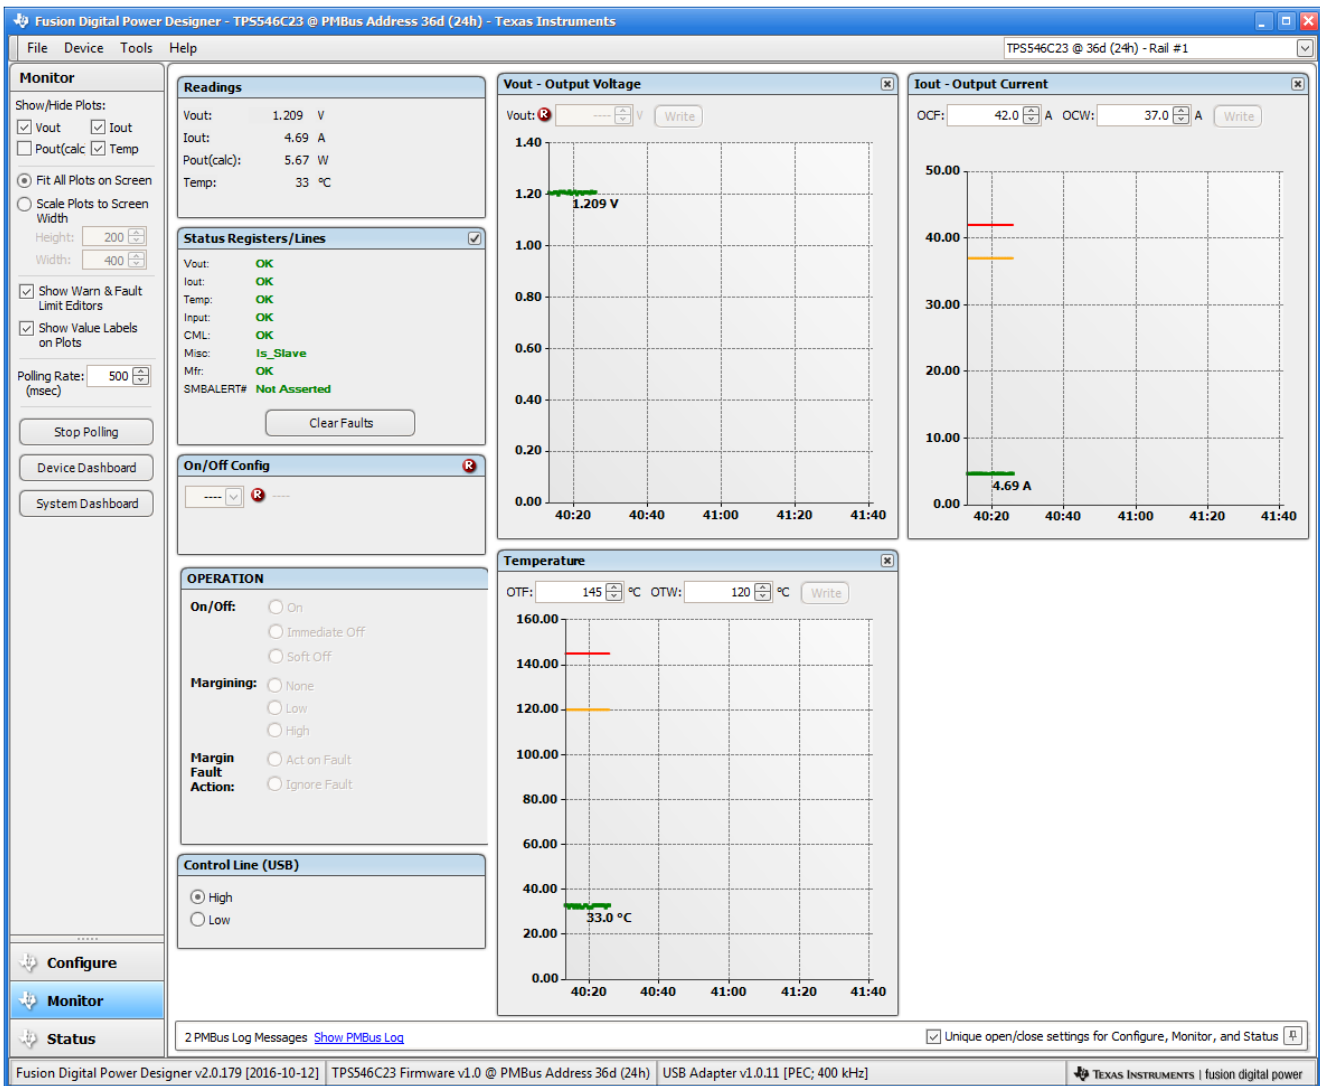 Fusion Digital Power Designer - TPS546C23 @ PMBus Address 36d (24h) - Texas Instruments
File Device Tools Help
TPS546C23 @ 36d (24h) - Rail #1
Monitor
Show/Hide Plots:
Vout Iout
Pout(calc Temp
Fit All Plots on Screen
Scale Plots to Screen
Width
Height: 200
Width: 400
Show Warn & Fault
Limit Editors
Show Value Labels
on Plots
Polling Rate: 500
(msec)
Stop Polling
Device Dashboard
System Dashboard
Configure
Monitor
Status
Readings
Vout: 1.209 V
Iout: 4.69 A
Pout(calc): 5.67 W
Temp: 33 ºC
Status Registers/Lines
Vout: OK
Iout: OK
Temp: OK
Input: OK
CML: OK
Misc: Is_Slave
Mfr: OK
SMBALERT# Not Asserted
Clear Faults
On/Off Config R
---- R ----
OPERATION
On/Off: On
Immediate Off
Soft Off
Margining: None
Low
High
Margin
Fault
Action:
Act on Fault
Ignore Fault
Control Line (USB)
High
Low
Vout - Output Voltage
Vout: R ---- V Write
1.40
1.20
1.209 V
1.00
0.80
0.60
0.40
0.20
0.00
40:20 40:40 41:00 41:20 41:40
Iout - Output Current
OCF: 42.0 A OCW: 37.0 A Write
50.00
40.00
30.00
20.00
10.00
4.69 A
0.00
40:20 40:40 41:00 41:20 41:40
Temperature
OTF: 145 ºC OTW: 120 ºC Write
160.00
140.00
120.00
100.00
80.00
60.00
40.00
33.0 ºC
20.00
0.00
40:20 40:40 41:00 41:20 41:40
2 PMBus Log Messages Show PMBus Log
Unique open/close settings for Configure, Monitor, and Status
Fusion Digital Power Designer v2.0.179 [2016-10-12] TPS546C23 Firmware v1.0 @ PMBus Address 36d (24h) USB Adapter v1.0.11 [PEC; 400 kHz] TEXAS INSTRUMENTS | fusion digital power